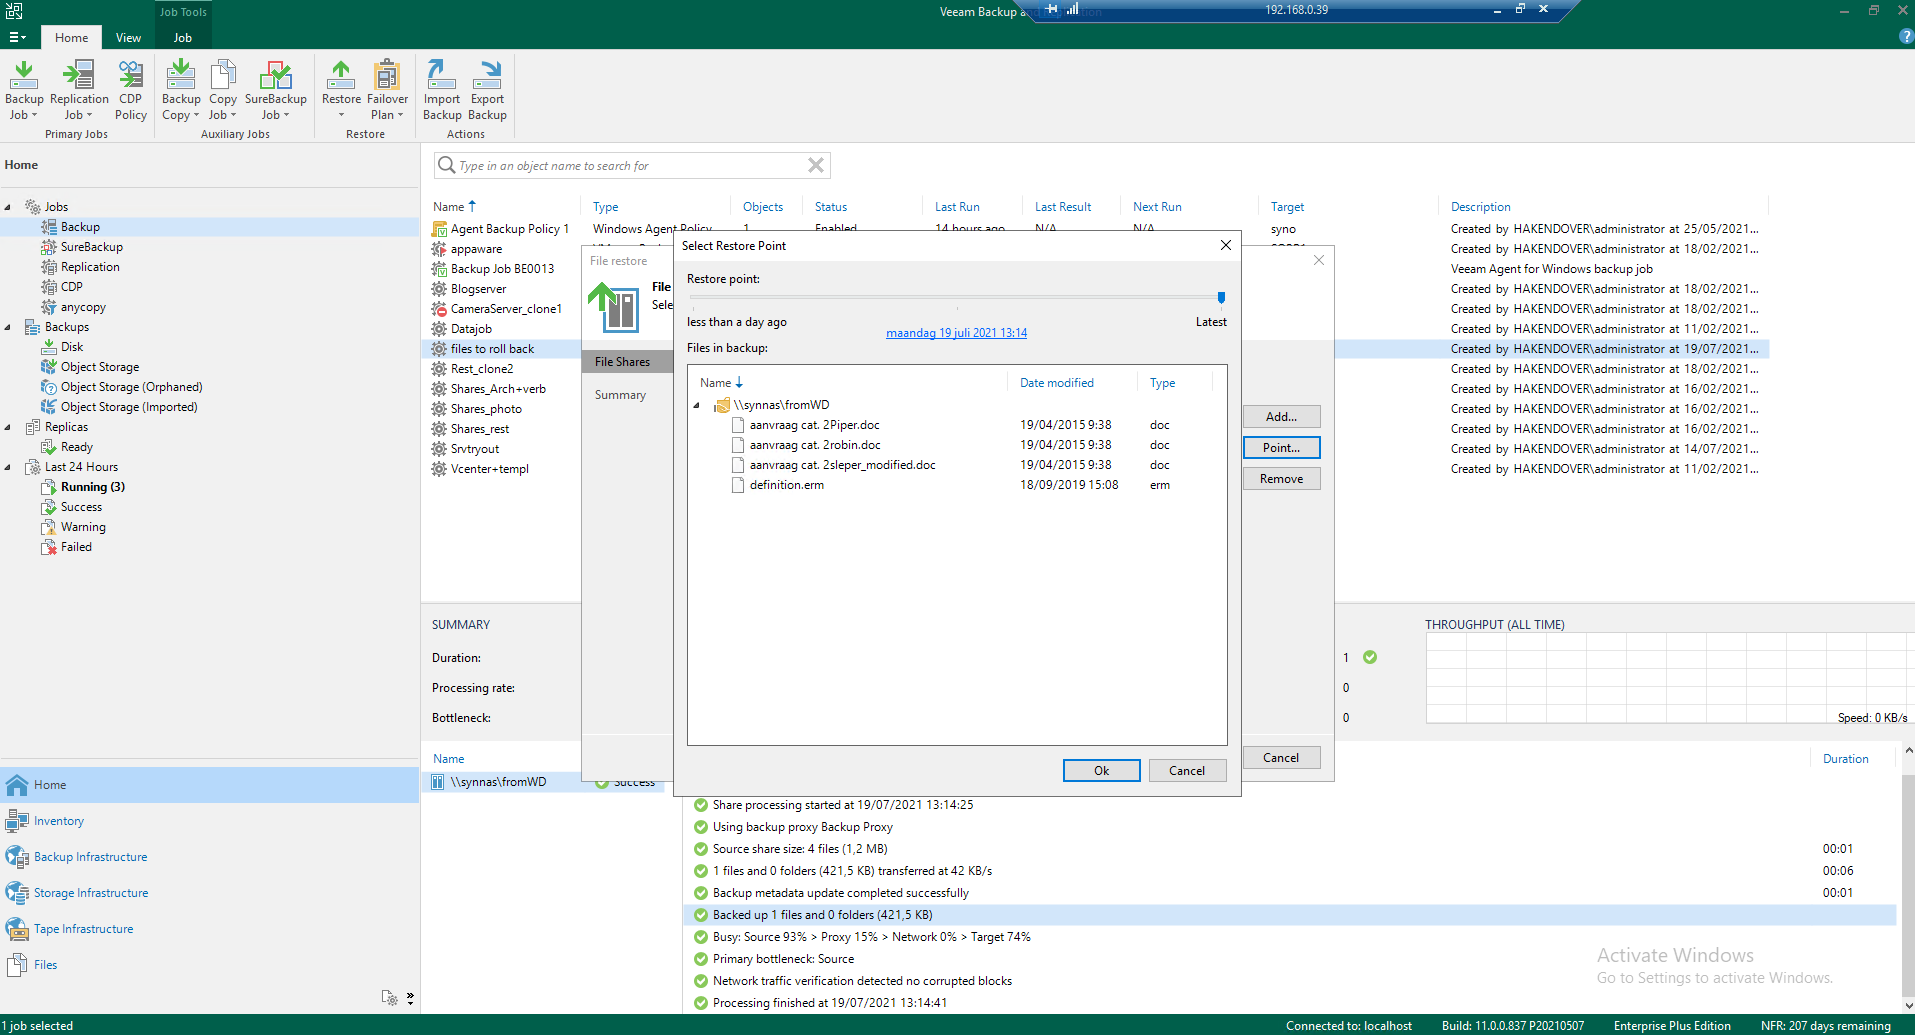 Job Tools
Veeam Backup and
192.168.0.39
Home
View
Job
Backup Job
Replication Job
CDP Policy
Backup Copy
Copy Job
SureBackup Job
Restore
Failover Plan
Import Backup
Export Backup
Primary Jobs
Auxiliary Jobs
Restore
Actions
Home
Type in an object name to search for
Jobs
Backup
SureBackup
Replication
CDP
anycopy
Backups
Disk
Object Storage
Object Storage (Orphaned)
Object Storage (Imported)
Replicas
Ready
Last 24 Hours
Running (3)
Success
Warning
Failed
Home
Inventory
Backup Infrastructure
Storage Infrastructure
Tape Infrastructure
Files
Name Type Objects Status Last Run Last Result Next Run Target Description
Agent Backup Policy 1 Windows Agent Policy 1 Enabled 14 hours ago N/A N/A syno Created by HAKENDOVER\administrator at 25/05/2021...
appaware Created by HAKENDOVER\administrator at 18/02/2021...
Backup Job BE0013 Veeam Agent for Windows backup job
Blogserver Created by HAKENDOVER\administrator at 18/02/2021...
CameraServer_clone1 Created by HAKENDOVER\administrator at 18/02/2021...
Datajob Created by HAKENDOVER\administrator at 11/02/2021...
files to roll back Created by HAKENDOVER\administrator at 19/07/2021...
Rest_clone2 Created by HAKENDOVER\administrator at 18/02/2021...
Shares_Arch+verb Created by HAKENDOVER\administrator at 16/02/2021...
Shares_photo Created by HAKENDOVER\administrator at 16/02/2021...
Shares_rest Created by HAKENDOVER\administrator at 16/02/2021...
Srvtryout Created by HAKENDOVER\administrator at 14/07/2021...
Vcenter+templ Created by HAKENDOVER\administrator at 11/02/2021...
File restore
File
Sele
File Shares
Summary
Add...
Point...
Remove
Cancel
Select Restore Point
Restore point:
less than a day ago
Latest
maandag 19 juli 2021 13:14
Files in backup:
Name Date modified Type
\\synnas\fromWD
aanvraag cat. 2Piper.doc 19/04/2015 9:38 doc
aanvraag cat. 2robin.doc 19/04/2015 9:38 doc
aanvraag cat. 2sleper_modified.doc 19/04/2015 9:38 doc
definition.erm 18/09/2019 15:08 erm
Ok
Cancel
SUMMARY
Duration:
Processing rate:
Bottleneck:
1
0
0
THROUGHPUT (ALL TIME)
Speed: 0 KB/s
Name
Duration
\\synnas\fromWD Success
Share processing started at 19/07/2021 13:14:25
Using backup proxy Backup Proxy
Source share size: 4 files (1,2 MB) 00:01
1 files and 0 folders (421,5 KB) transferred at 42 KB/s 00:06
Backup metadata update completed successfully 00:01
Backed up 1 files and 0 folders (421,5 KB)
Busy: Source 93% > Proxy 15% > Network 0% > Target 74%
Primary bottleneck: Source
Network traffic verification detected no corrupted blocks
Processing finished at 19/07/2021 13:14:41
Activate Windows
Go to Settings to activate Windows.
1 job selected
Connected to: localhost
Build: 11.0.0.837 P20210507
Enterprise Plus Edition
NFR: 207 days remaining